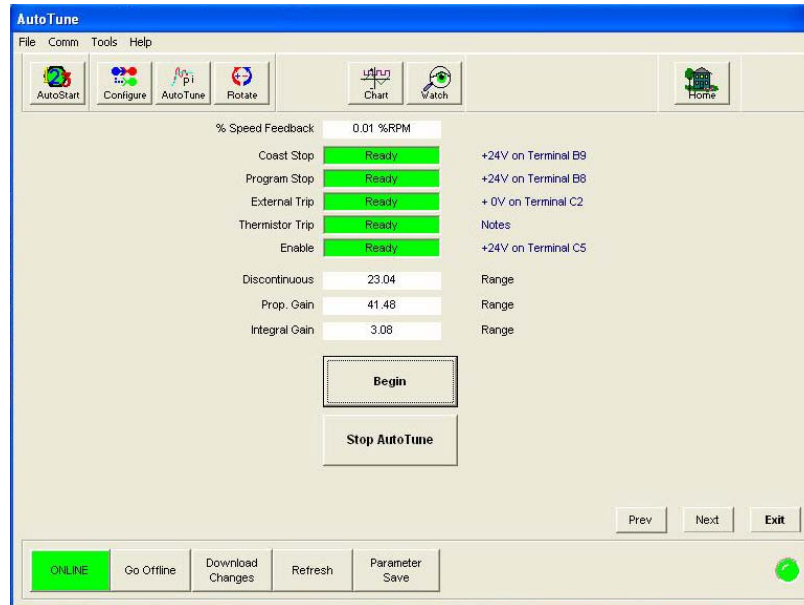 AutoTune
File Comm Tools Help
AutoStart Configure AutoTune Rotate Chart Watch Home
% Speed Feedback 0.01 %RPM
Coast Stop Ready +24V on Terminal B9
Program Stop Ready +24V on Terminal B8
External Trip Ready + 0V on Terminal C2
Thermistor Trip Ready Notes
Enable Ready +24V on Terminal C5
Discontinuous 23.04 Range
Prop. Gain 41.48 Range
Integral Gain 3.08 Range
Begin
Stop AutoTune
Prev Next Exit
ONLINE Go Offline Download Changes Refresh Parameter Save